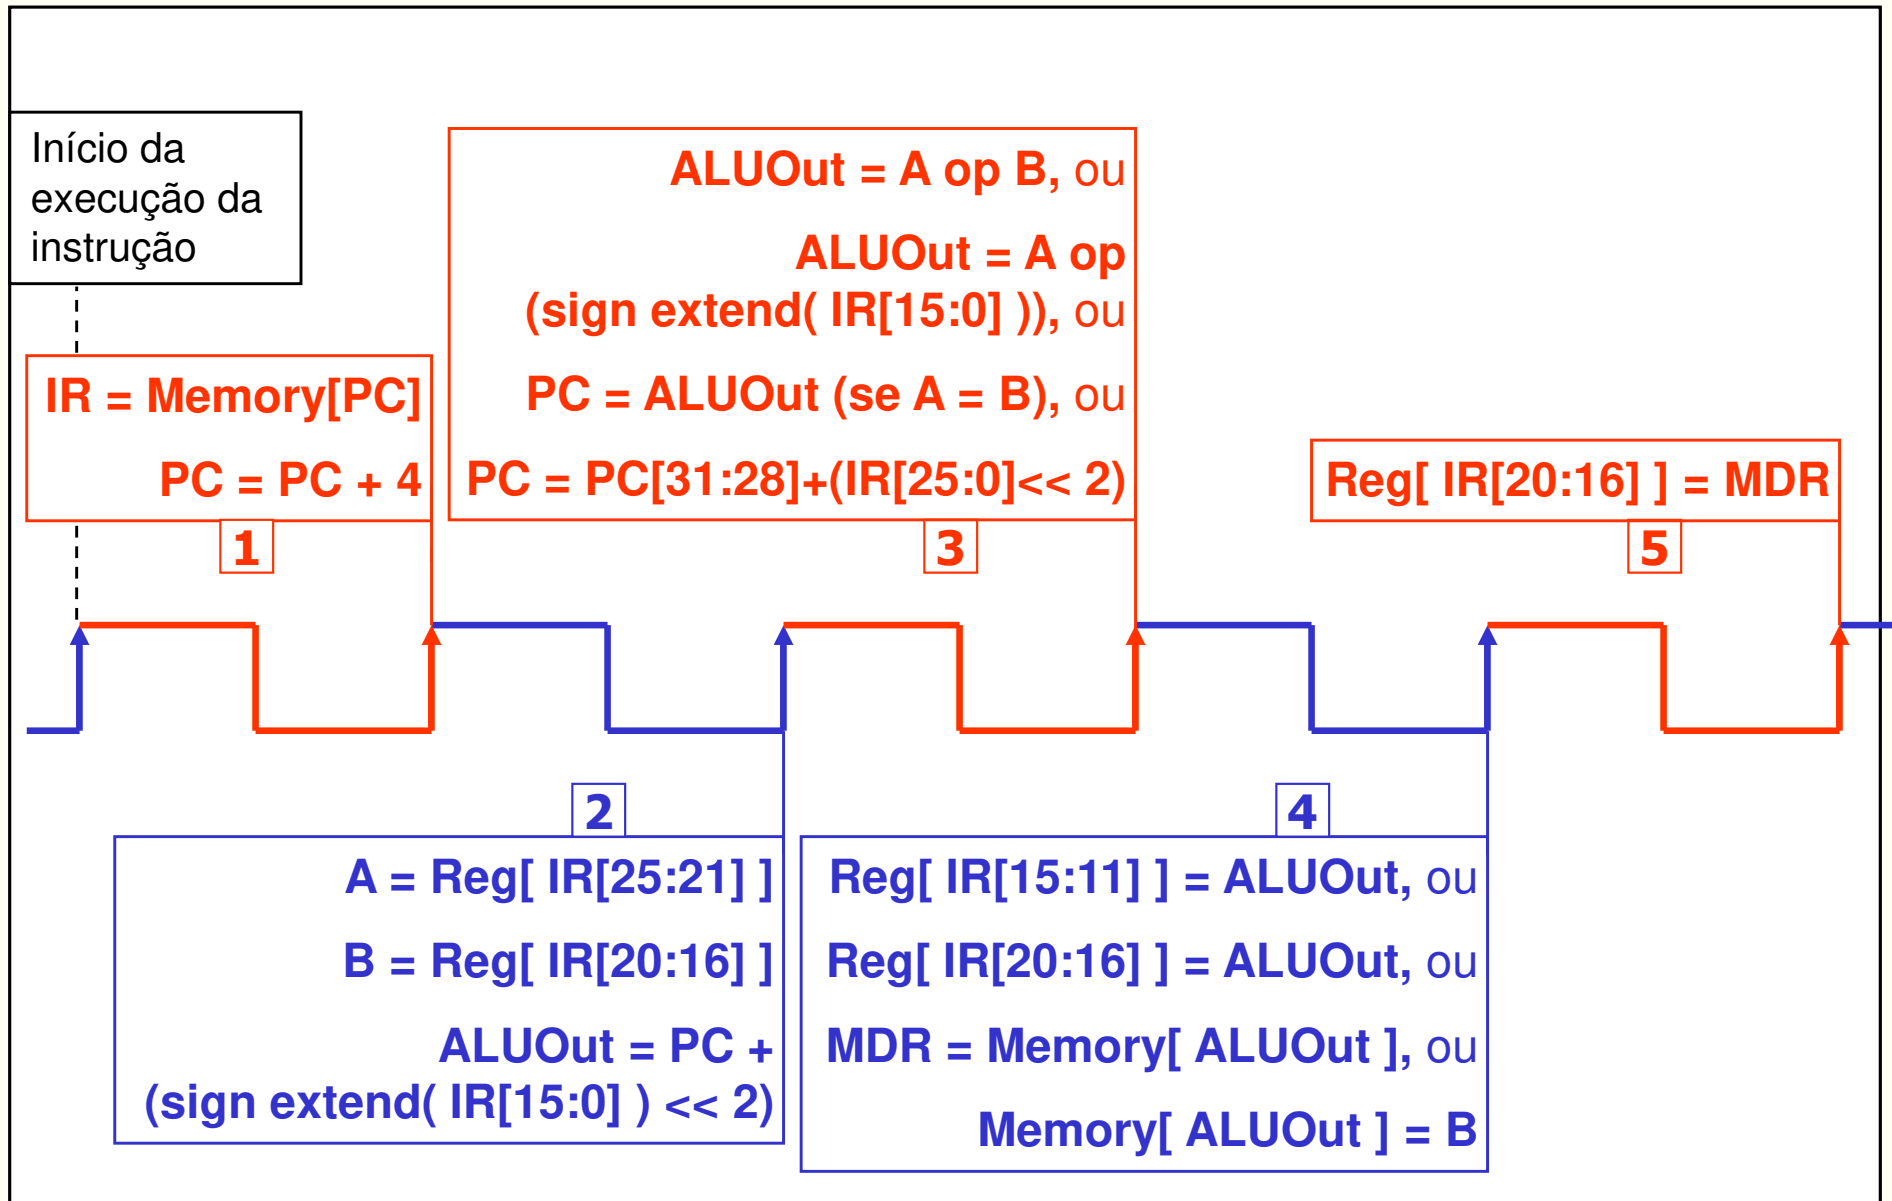 Início da
execução da
instrução
IR = Memory[PC]
PC = PC + 4
1
ALUOut = A op B, ou
ALUOut = A op
(sign extend( IR[15:0] )), ou
PC = ALUOut (se A = B), ou
PC = PC[31:28]+(IR[25:0]<< 2)
3
Reg[ IR[20:16] ] = MDR
5
2
A = Reg[ IR[25:21] ]
B = Reg[ IR[20:16] ]
ALUOut = PC +
(sign extend( IR[15:0] ) << 2)
4
Reg[ IR[15:11] ] = ALUOut, ou
Reg[ IR[20:16] ] = ALUOut, ou
MDR = Memory[ ALUOut ], ou
Memory[ ALUOut ] = B